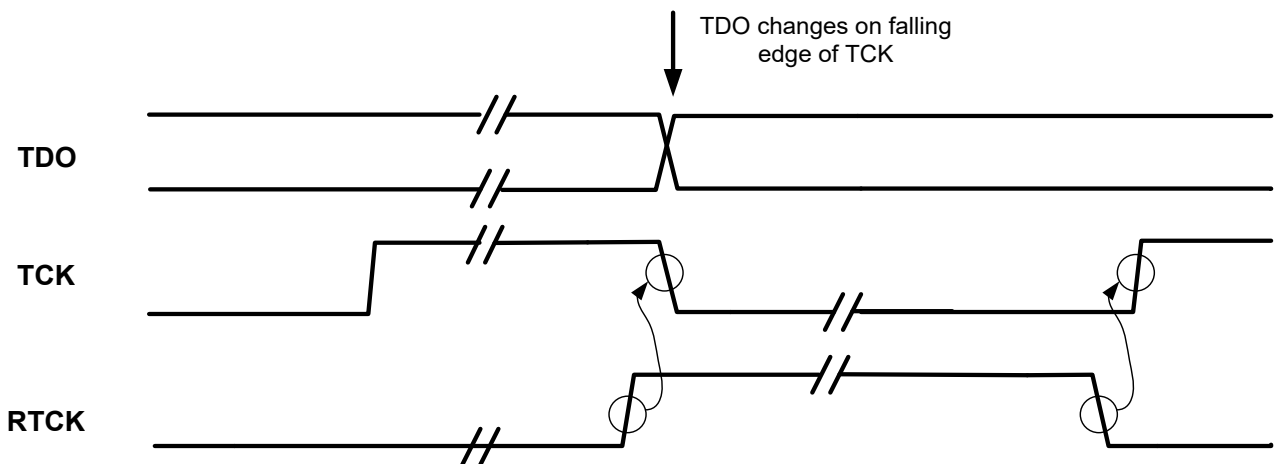 TDO changes on falling
edge of TCK
TDO
TCK
RTCK